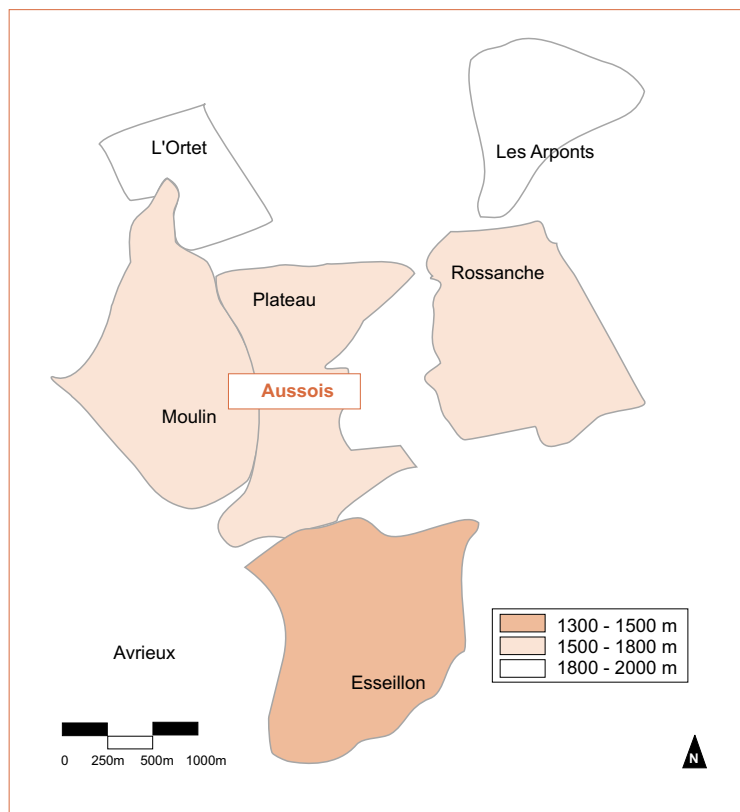 L'Ortet
Les Arponts
Rossanche
Plateau
Aussois
Moulin
1300 - 1500 m
1500 - 1800 m
1800 - 2000 m
Avrieux
Esseillon
0 250m 500m 1000m
N